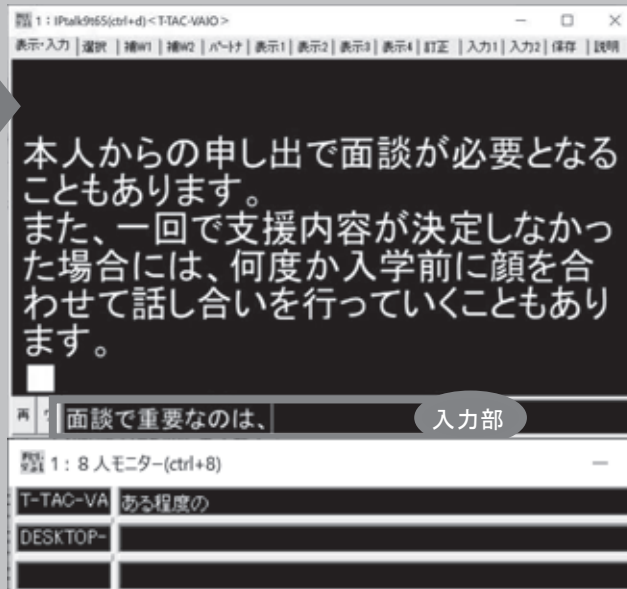 1：IPtalk9t65(ctrl+d)＜T-TAC-VAIO＞
表示・入力 | 選択 | 補W1 | 補W2 | パートナ | 表示1 | 表示2 | 表示3 | 表示4 | 訂正 | 入力1 | 入力2 | 保存 | 説明
本人からの申し出で面談が必要となる
こともあります。
また、一回で支援内容が決定しなかっ
た場合には、何度か入学前に顔を合
わせて話し合いを行っていくこともあり
ます。
再 面談で重要なのは、 入力部
1：8人モニター(ctrl+8)
T-TAC-VA ある程度の
DESKTOP-